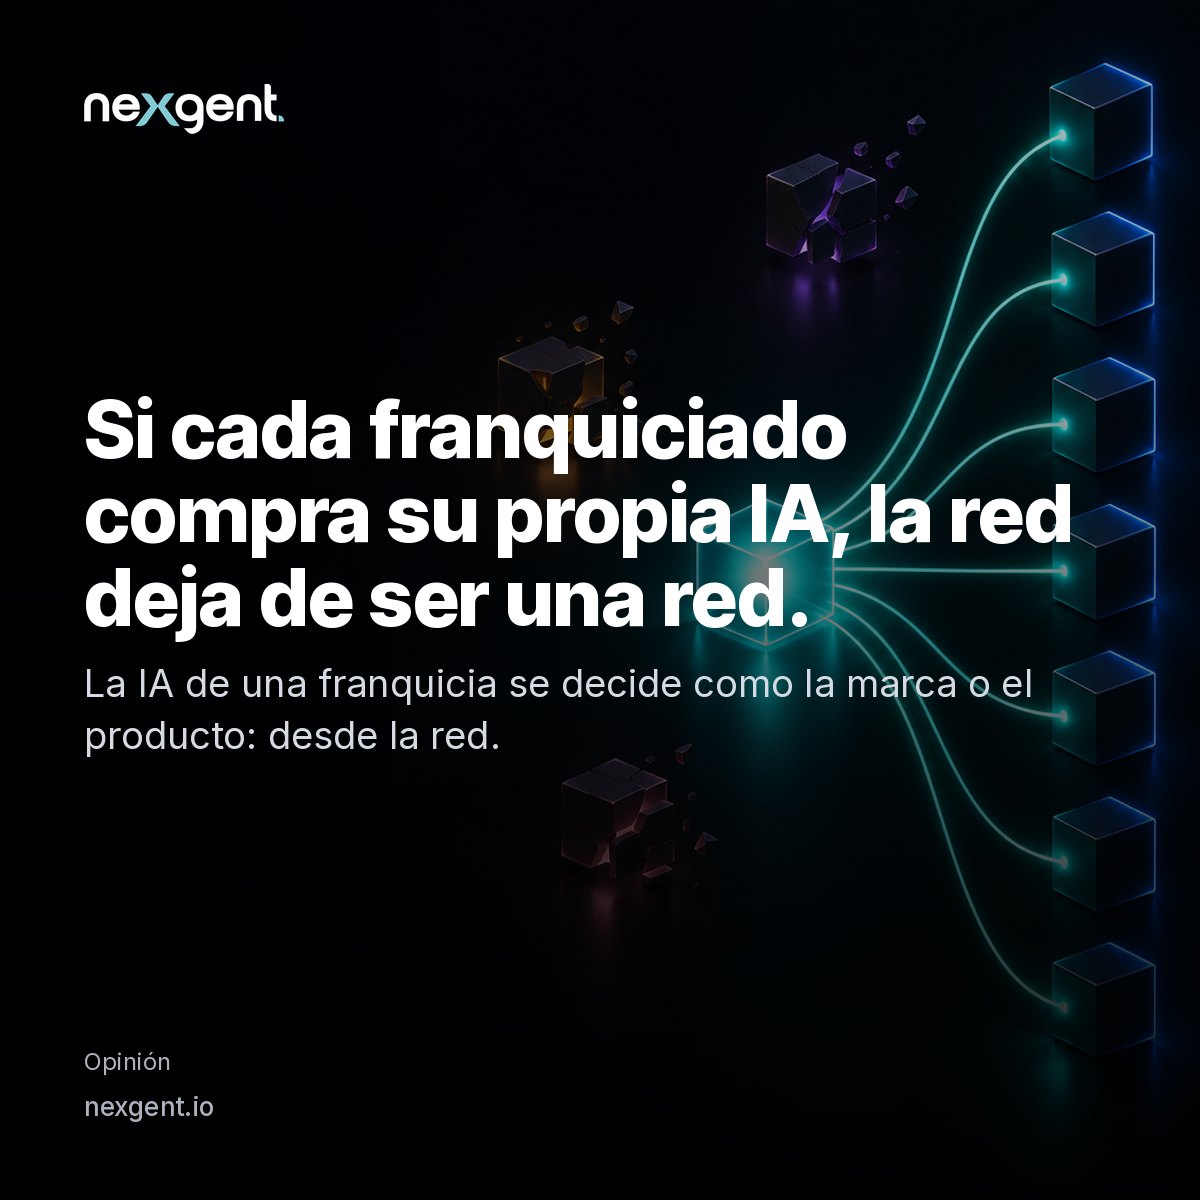 nexgent.
Si cada franquiciado
compra su propia IA, la red
deja de ser una red.
La IA de una franquicia se decide como la marca o el
producto: desde la red.
Opinión
nexgent.io